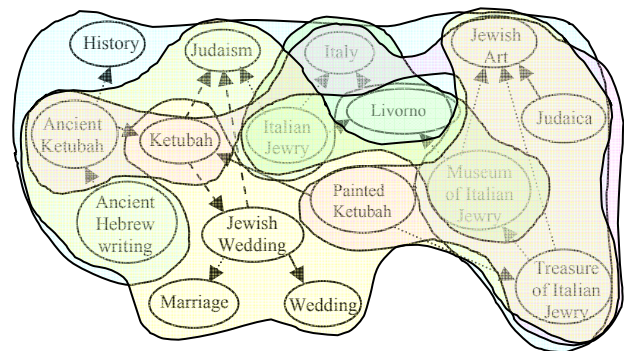 History
Judaism
Italy
Jewish
Art
Ancient
Ketubah
Ketubah
Italian
Jewry
Livorno
Judaica
Ancient
Hebrew
writing
Jewish
Wedding
Painted
Ketubah
Museum
of Italian
Jewry
Marriage
Wedding
Treasure
of Italian
Jewry